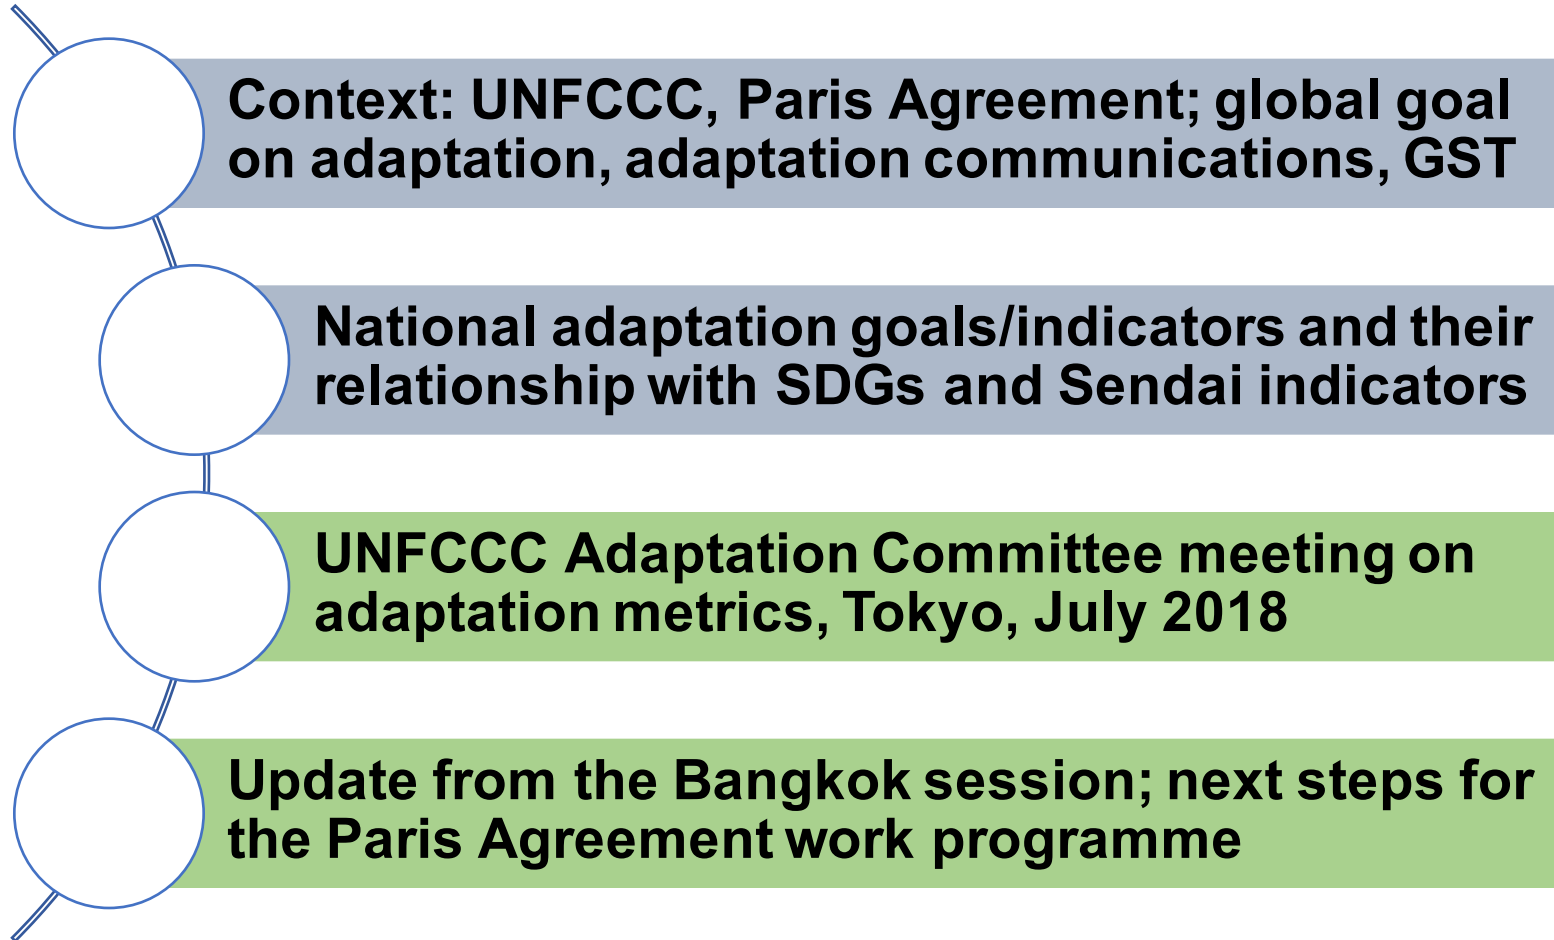 Context: UNFCCC, Paris Agreement; global goal
on adaptation, adaptation communications, GST
National adaptation goals/indicators and their
relationship with SDGs and Sendai indicators
UNFCCC Adaptation Committee meeting on
adaptation metrics, Tokyo, July 2018
Update from the Bangkok session; next steps for
the Paris Agreement work programme